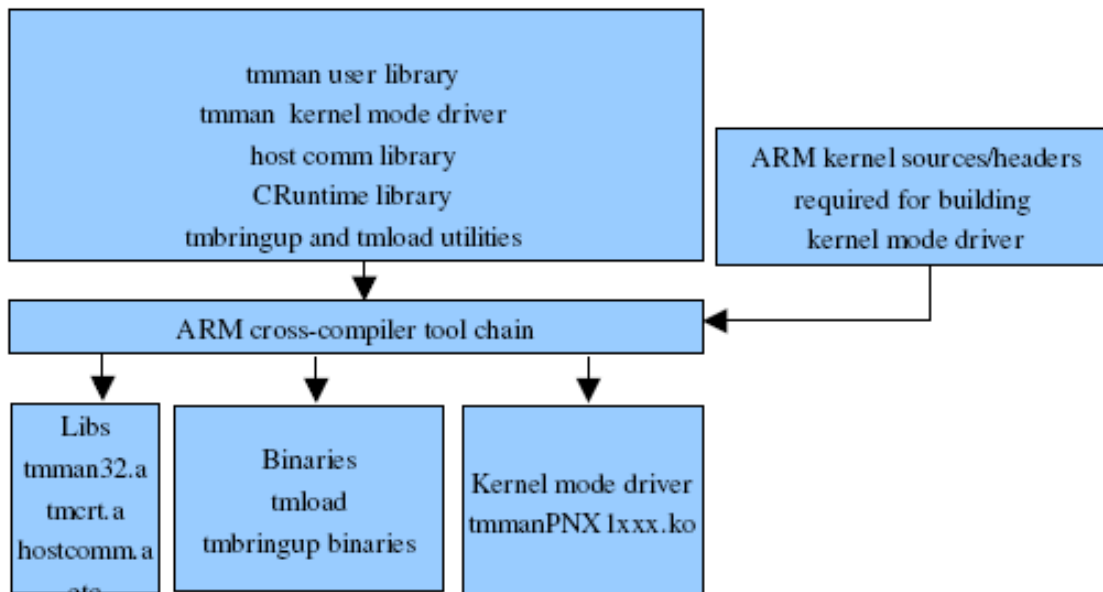 tmman user library
tmman kernel mode driver
host comm library
CRuntime library
tmbringup and tmload utilities
ARM kernel sources/headers
required for building
kernel mode driver
ARM cross-compiler tool chain
Libs
tmman32.a
tmcrt.a
hostcomm.a
etc
Binaries
tmload
tmbringup binaries
Kernel mode driver
tmmanPNX1xxx.ko